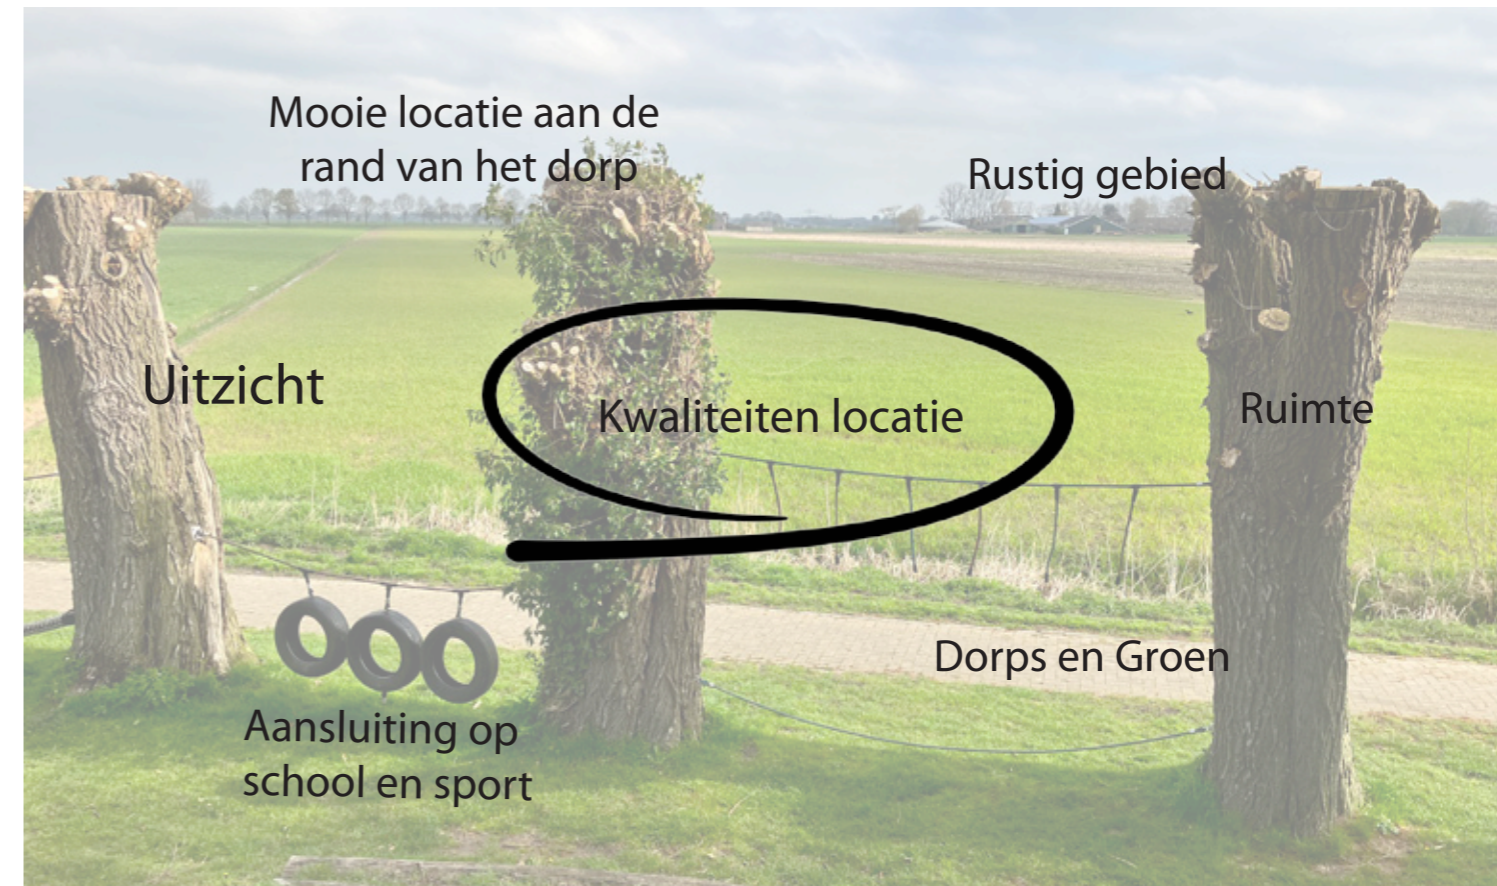 Mooie locatie aan de
rand van het dorp
Rustig gebied
Uitzicht
Kwaliteiten locatie
Ruimte
Dorps en Groen
Aansluiting op
school en sport